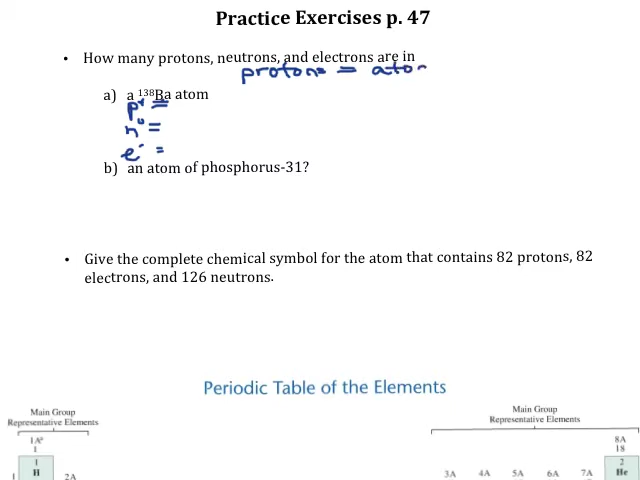 Practice Exercises p. 47
• How many protons, neutrons, and electrons are in
protons = ato
a) a ¹³⁸Ba atom
p⁺ =
n⁰ =
e⁻ =
b) an atom of phosphorus-31?
• Give the complete chemical symbol for the atom that contains 82 protons, 82
electrons, and 126 neutrons.
Periodic Table of the Elements
Main Group
Representative Elements
Main Group
Representative Elements
1A
1
8A
18
1
H
2A
3A 4A 5A 6A 7A
2
He
1